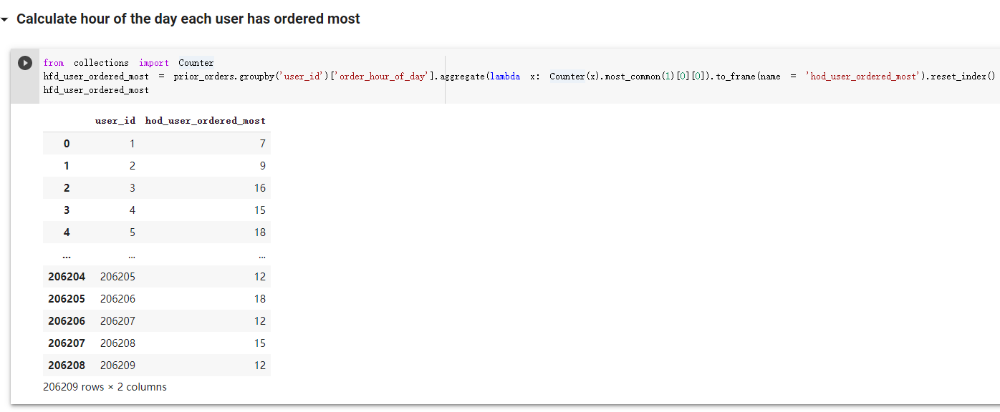 Calculate hour of the day each user has ordered most
from collections import Counter
hfd_user_ordered_most = prior_orders.groupby('user_id')['order_hour_of_day'].aggregate(lambda x: Counter(x).most_common(1)[0][0]).to_frame(name = 'hod_user_ordered_most').reset_index()
hfd_user_ordered_most
user_id hod_user_ordered_most
0 1 7
1 2 9
2 3 16
3 4 15
4 5 18
... ... ...
206204 206205 12
206205 206206 18
206206 206207 12
206207 206208 15
206208 206209 12
206209 rows × 2 columns